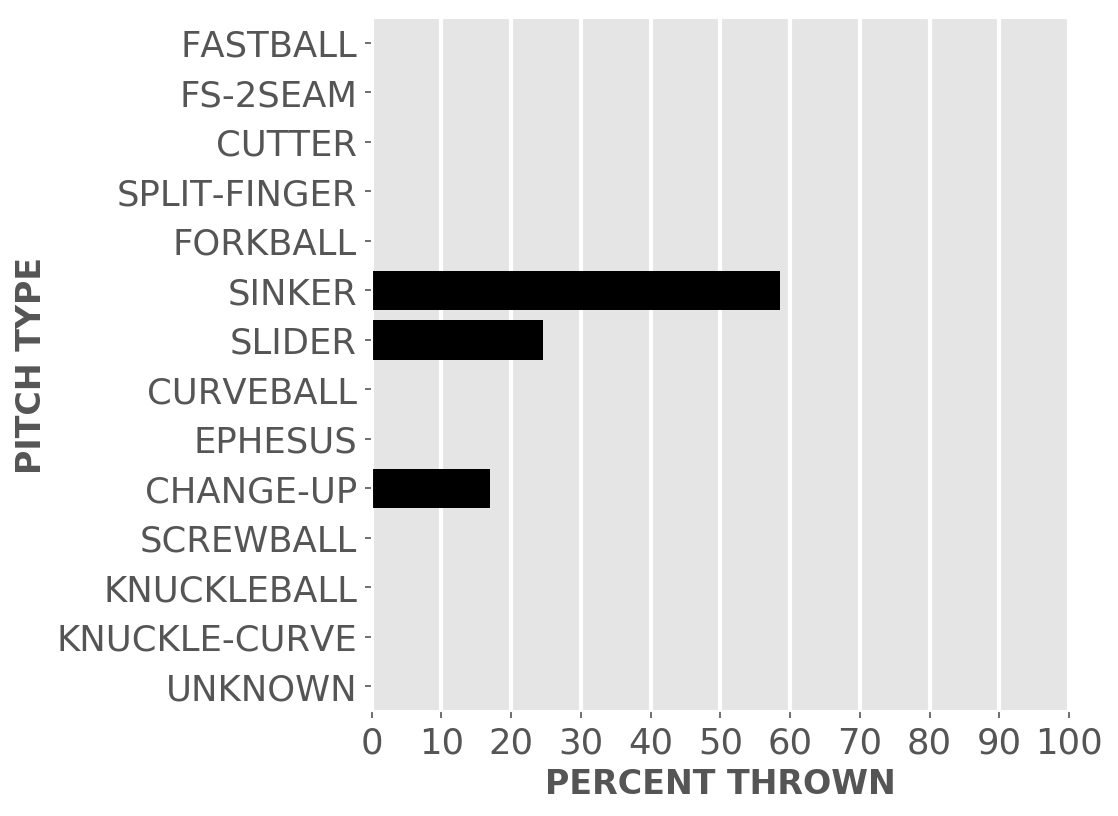 FASTBALL
FS-2SEAM
CUTTER
SPLIT-FINGER
FORKBALL
SINKER
SLIDER
CURVEBALL
EPHESUS
CHANGE-UP
SCREWBALL
KNUCKLEBALL
KNUCKLE-CURVE
UNKNOWN
PITCH TYPE
0 10 20 30 40 50 60 70 80 90 100
PERCENT THROWN